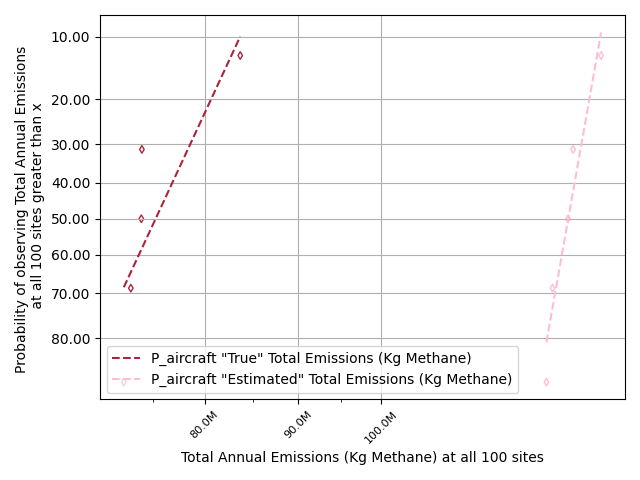 Probability of observing Total Annual Emissions
at all 100 sites greater than x
10.00
20.00
30.00
40.00
50.00
60.00
70.00
80.00
P_aircraft "True" Total Emissions (Kg Methane)
P_aircraft "Estimated" Total Emissions (Kg Methane)
80.0M
90.0M
100.0M
Total Annual Emissions (Kg Methane) at all 100 sites